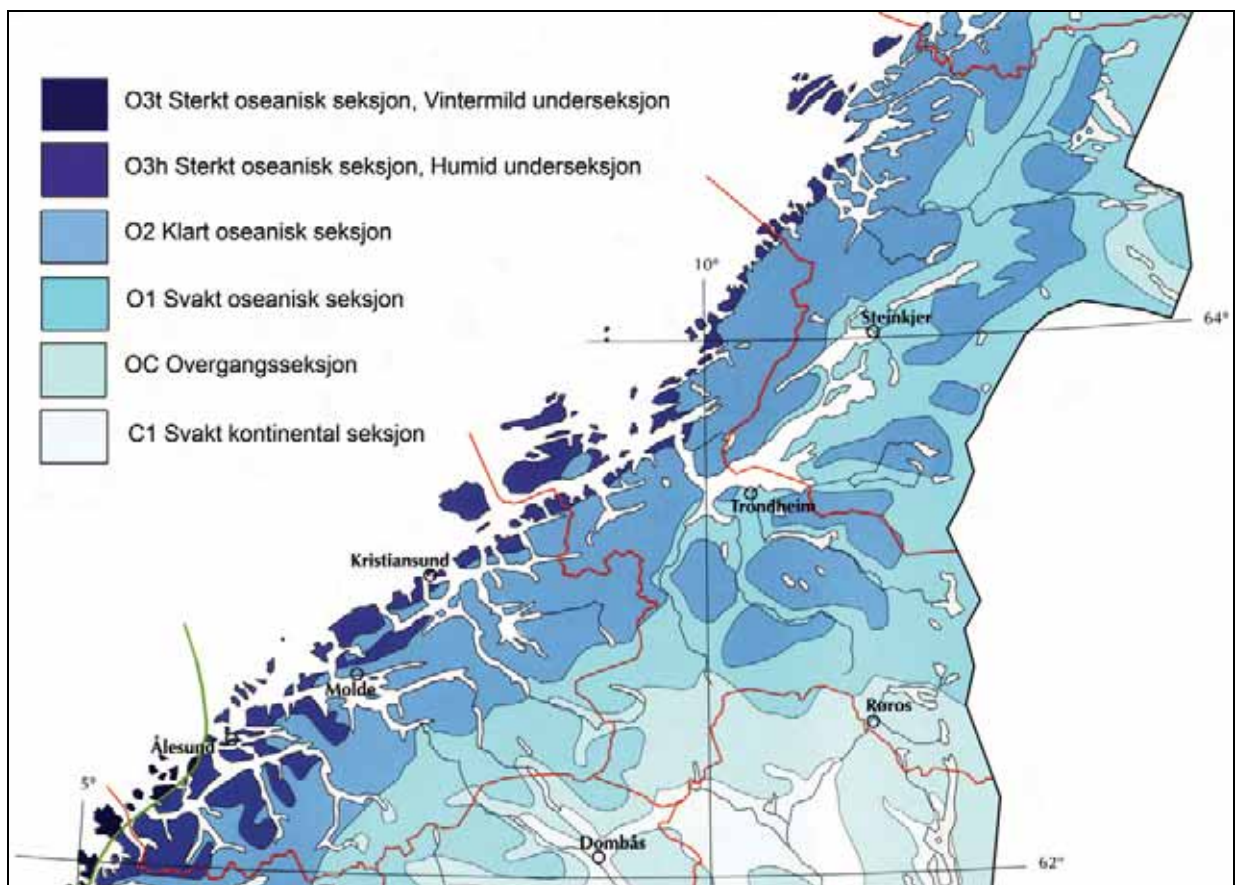 O3t Sterkt oseanisk seksjon, Vintermild underseksjon
O3h Sterkt oseanisk seksjon, Humid underseksjon
O2 Klart oseanisk seksjon
O1 Svakt oseanisk seksjon
OC Overgangsseksjon
C1 Svakt kontinental seksjon
10°
Steinkjer
64°
Trondheim
Kristiansund
Molde
Røros
Ålesund
5°
Dombås
62°